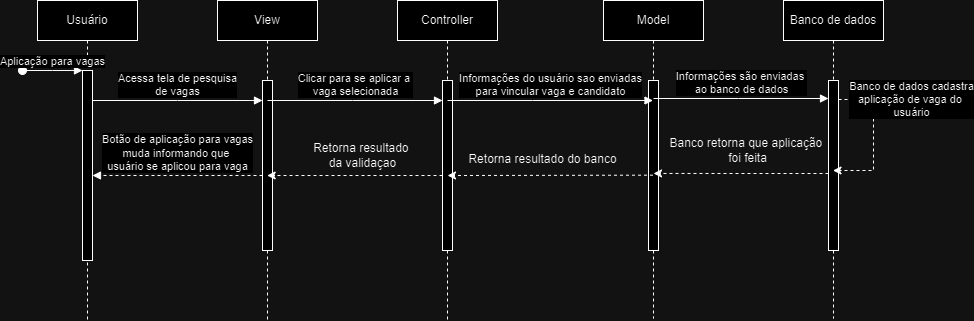 Usuário
View
Controller
Model
Banco de dados
Aplicação para vagas
Acessa tela de pesquisa
de vagas
Clicar para se aplicar a
vaga selecionada
Informações do usuário sao enviadas
para vincular vaga e candidato
Informações são enviadas
ao banco de dados
Banco de dados cadastra
aplicação de vaga do
usuário
Botão de aplicação para vagas
muda informando que
usuário se aplicou para vaga
Retorna resultado
da validaçao
Retorna resultado do banco
Banco retorna que aplicação
foi feita